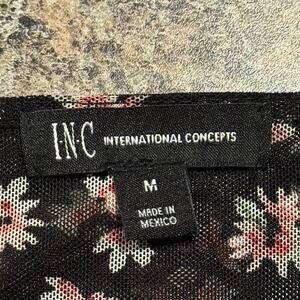 I·N·C INTERNATIONAL CONCEPTS
M
MADE IN
MEXICO